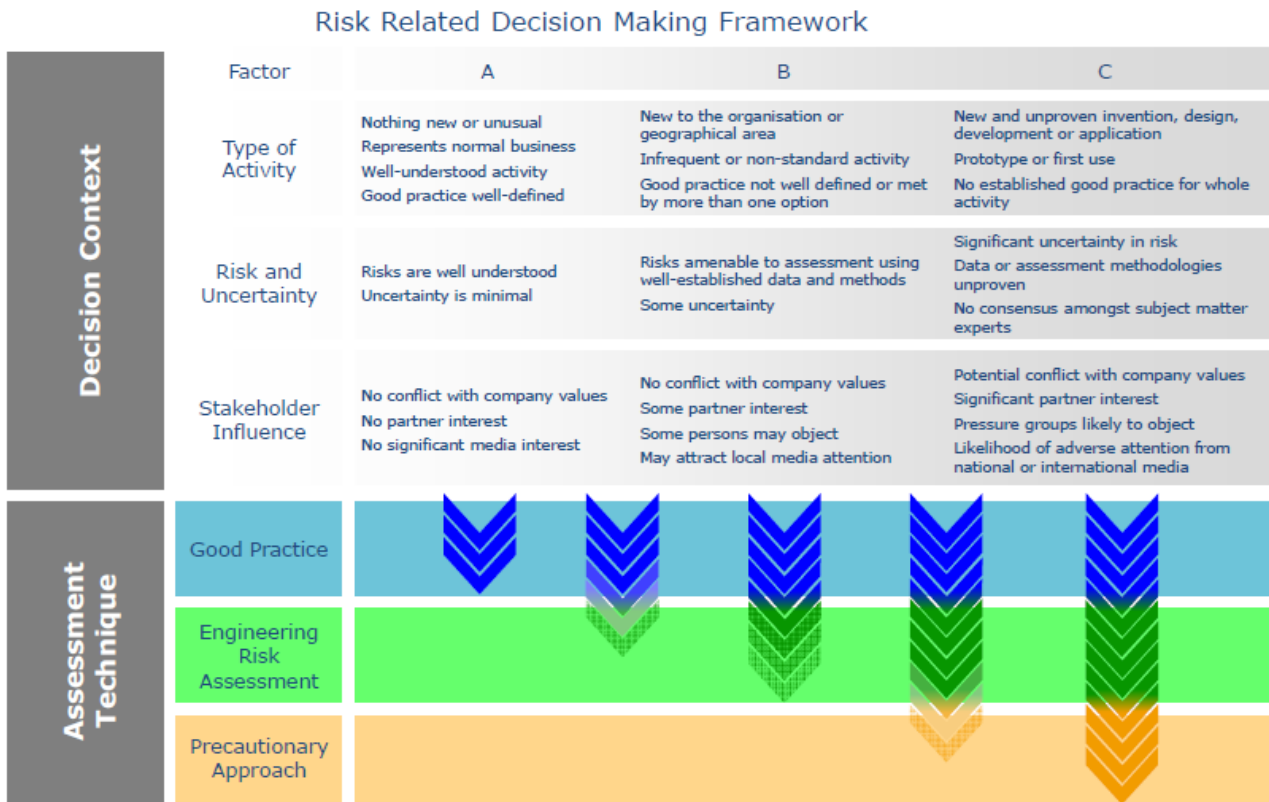 Risk Related Decision Making Framework
Decision Context
Factor
A
B
C
Type of
Activity
Nothing new or unusual
Represents normal business
Well-understood activity
Good practice well-defined
New to the organisation or
geographical area
Infrequent or non-standard activity
Good practice not well defined or met
by more than one option
New and unproven invention, design,
development or application
Prototype or first use
No established good practice for whole
activity
Risk and
Uncertainty
Risks are well understood
Uncertainty is minimal
Risks amenable to assessment using
well-established data and methods
Some uncertainty
Significant uncertainty in risk
Data or assessment methodologies
unproven
No consensus amongst subject matter
experts
Stakeholder
Influence
No conflict with company values
No partner interest
No significant media interest
No conflict with company values
Some partner interest
Some persons may object
May attract local media attention
Potential conflict with company values
Significant partner interest
Pressure groups likely to object
Likelihood of adverse attention from
national or international media
Assessment
Technique
Good Practice
Engineering
Risk
Assessment
Precautionary
Approach